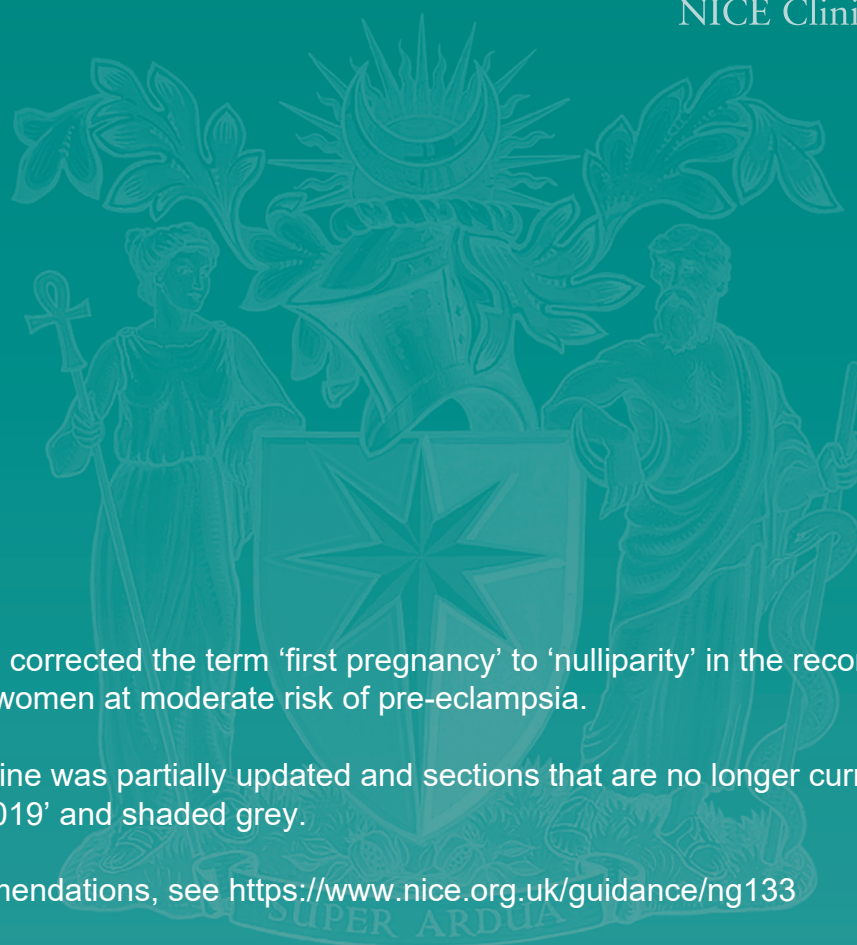 NICE Clini
corrected the term ‘first pregnancy’ to ‘nulliparity’ in the reco
women at moderate risk of pre-eclampsia.
ine was partially updated and sections that are no longer curr
019’ and shaded grey.
mendations, see https://www.nice.org.uk/guidance/ng133
SUPER ARDUA